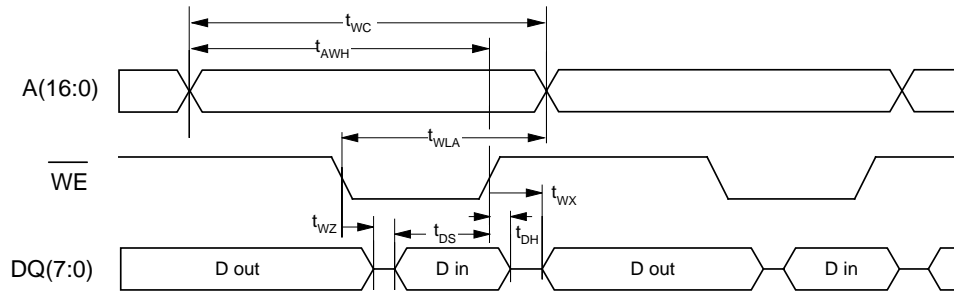 tWC
tAWH
A(16:0)
tWLA
WE
tWX
tWZ
tDS
tDH
DQ(7:0)
D out
D in
D out
D in